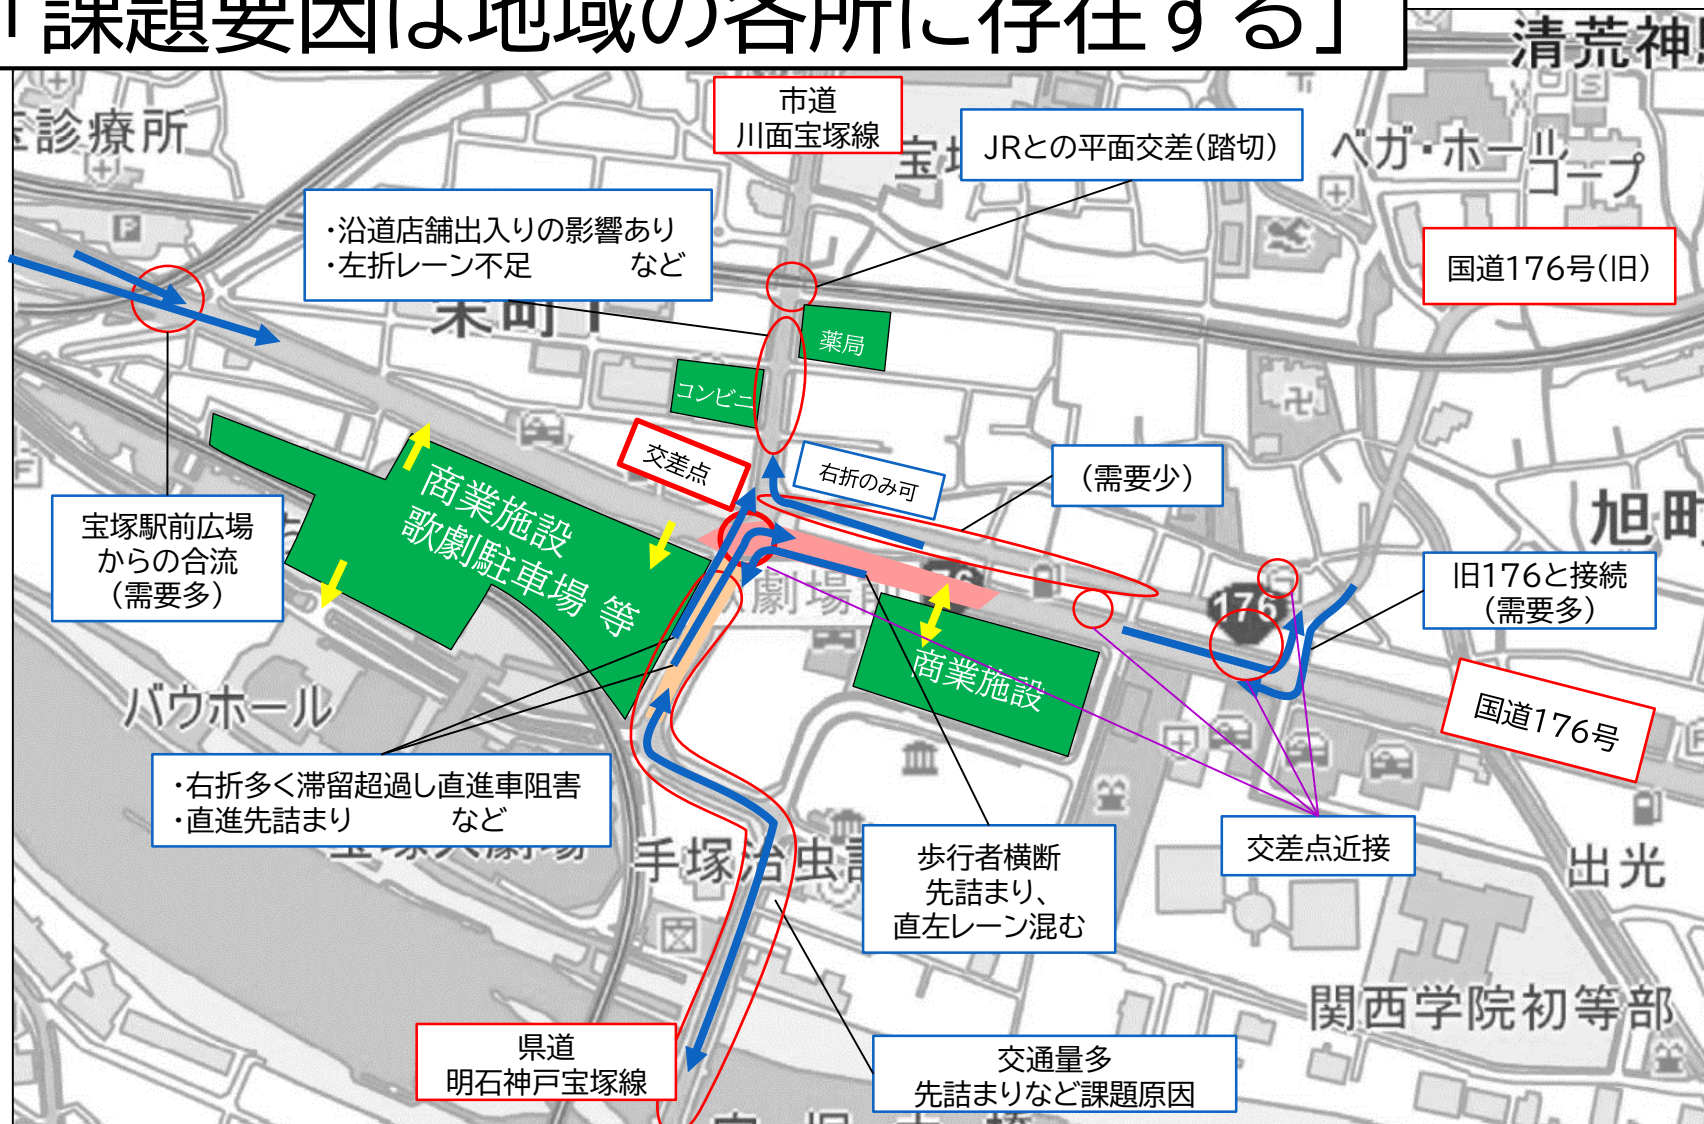 「課題要因は地域の各所に存在する」
清荒神
診療所
市道
川面宝塚線
JRとの平面交差(踏切)
ベガ・ホール
コープ
・沿道店舗出入りの影響あり
・左折レーン不足　　　など
国道176号(旧)
栄町1
薬局
コンビニ
交差点
右折のみ可
(需要少)
商業施設
歌劇駐車場 等
宝塚駅前広場
からの合流
(需要多)
旭町
旧176と接続
(需要多)
劇場前
176
商業施設
国道176号
バウホール
・右折多く滞留超過し直進車阻害
・直進先詰まり　　　など
手塚治虫
歩行者横断
先詰まり、
直左レーン混む
交差点近接
出光
関西学院初等部
県道
明石神戸宝塚線
交通量多
先詰まりなど課題原因